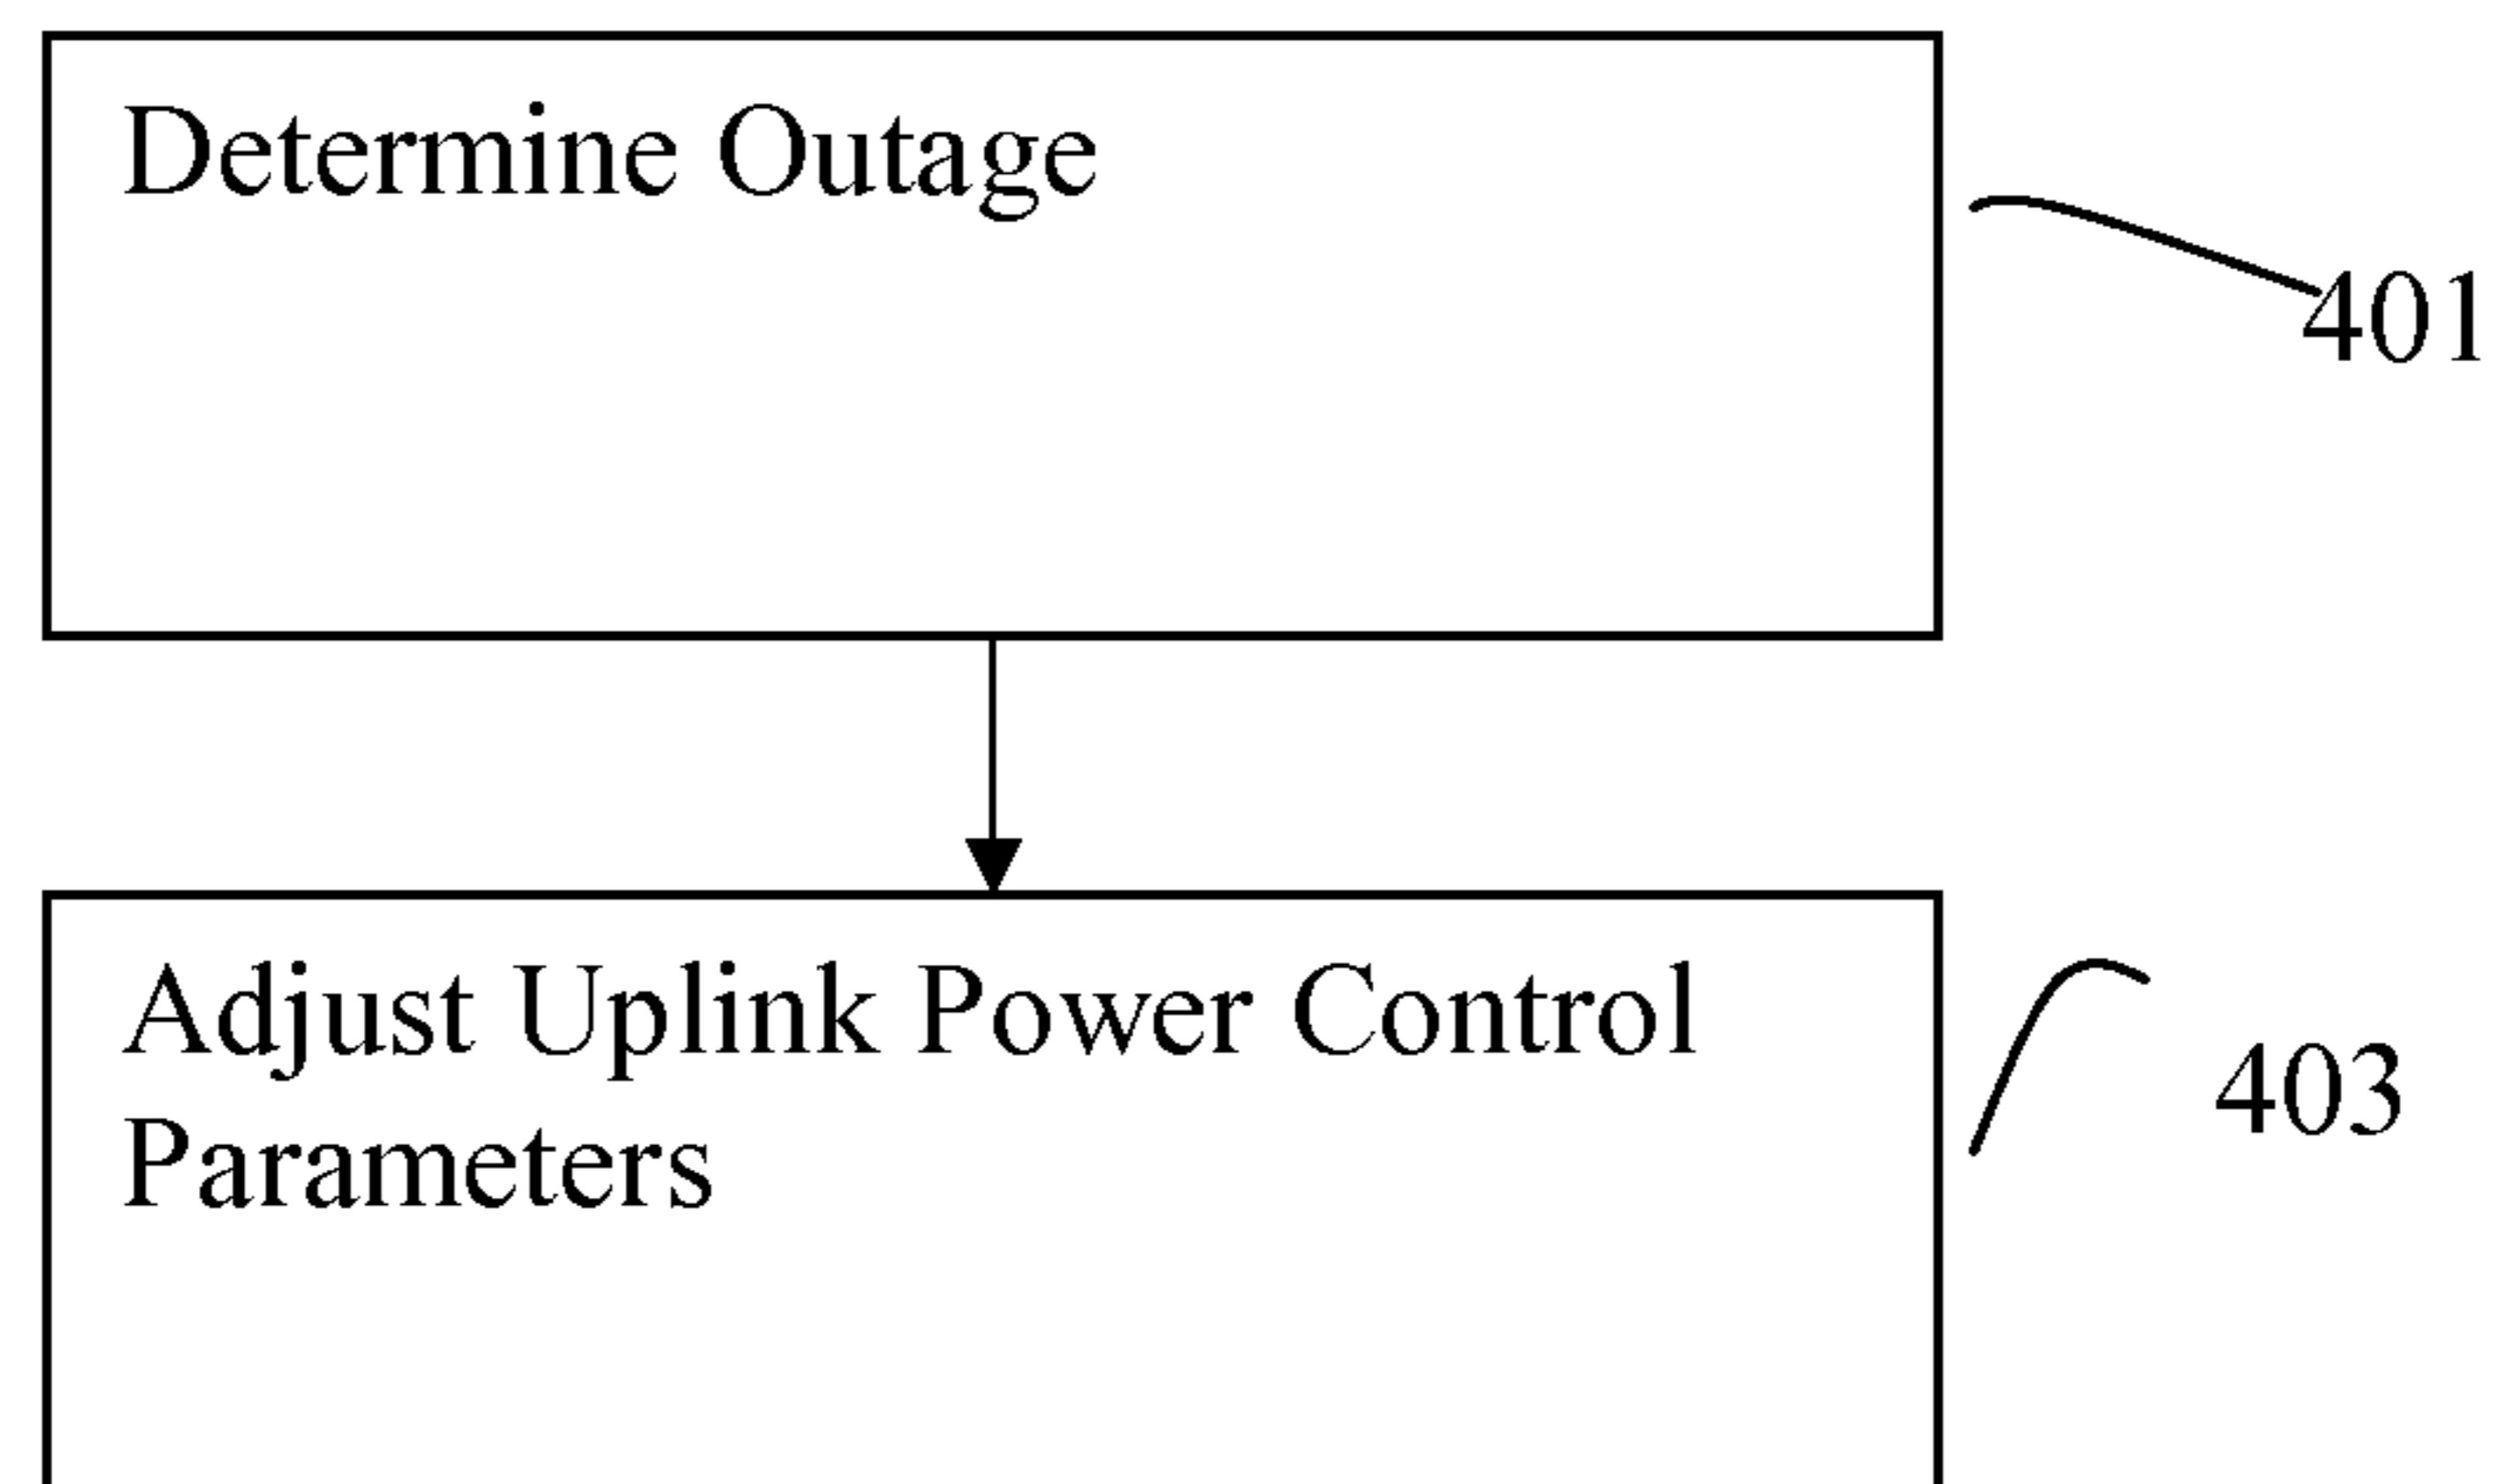 Determine Outage
401
Adjust Uplink Power Control
Parameters
403